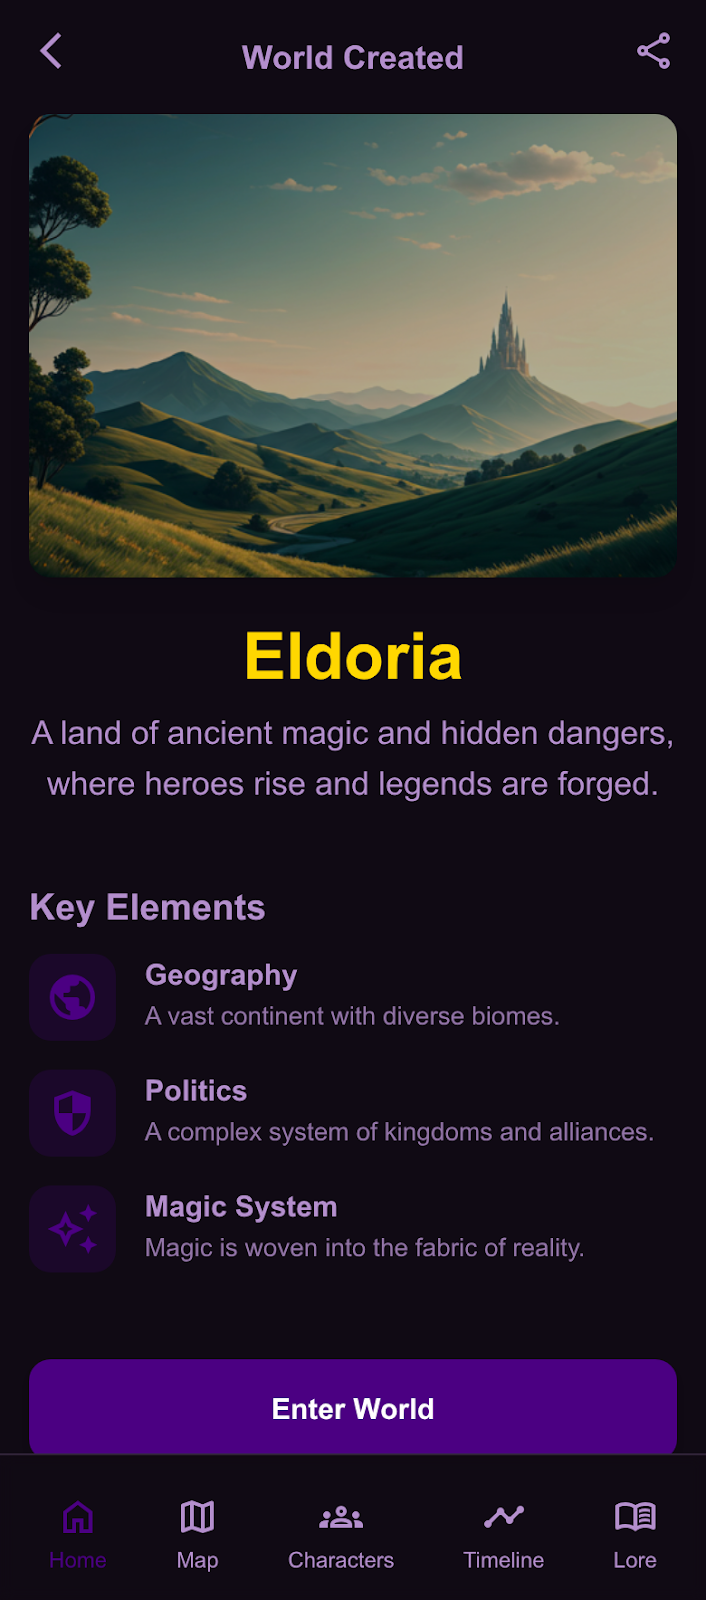 World Created
Eldoria
A land of ancient magic and hidden dangers,
where heroes rise and legends are forged.
Key Elements
Geography
A vast continent with diverse biomes.
Politics
A complex system of kingdoms and alliances.
Magic System
Magic is woven into the fabric of reality.
Enter World
Home Map Characters Timeline Lore